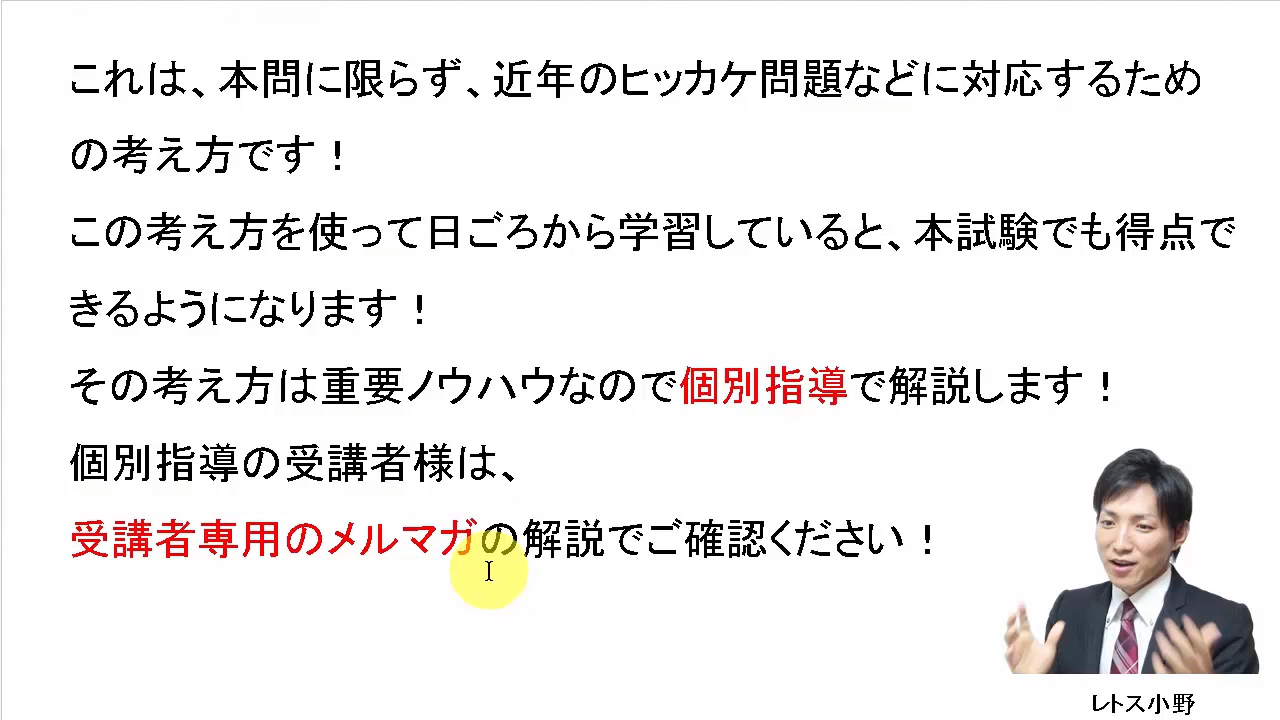 これは、本問に限らず、近年のヒッカケ問題などに対応するため
の考え方です！
この考え方を使って日ごろから学習していると、本試験でも得点で
きるようになります！
その考え方は重要ノウハウなので個別指導で解説します！
個別指導の受講者様は、
受講者専用のメルマガの解説でご確認ください！
レトス小野